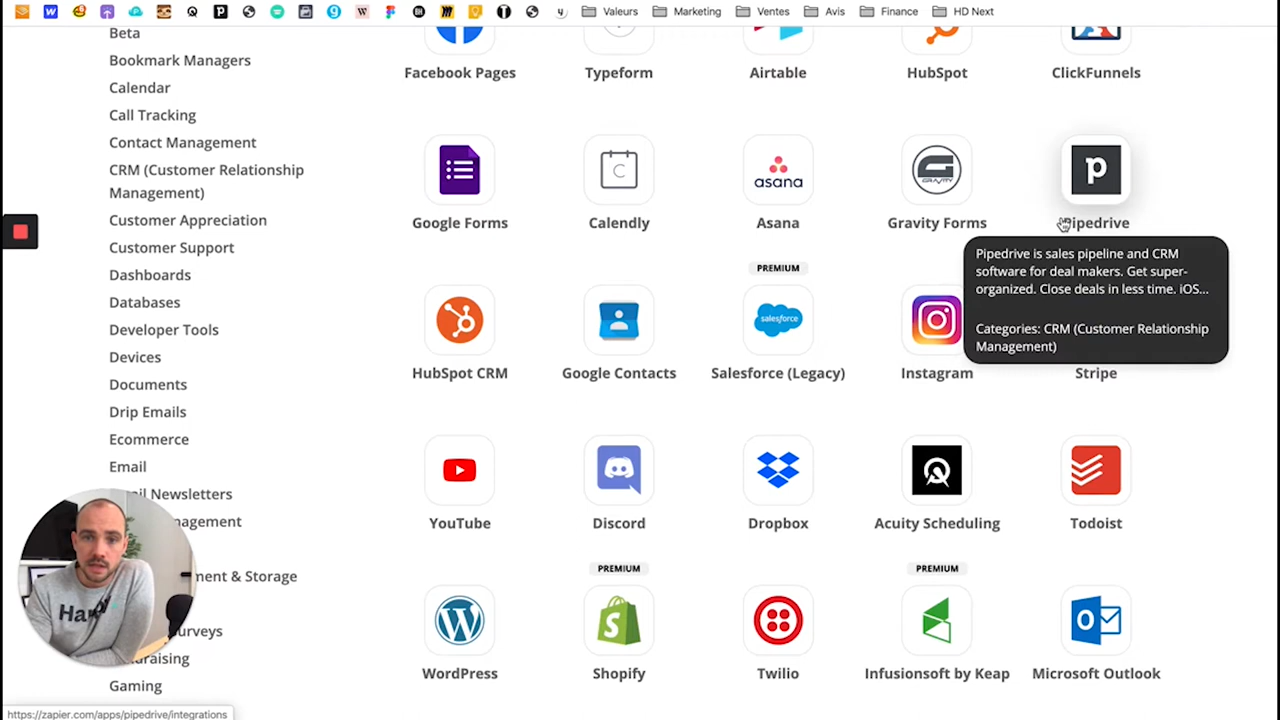 Valeurs
Marketing
Ventes
Avis
Finance
HD Next
Beta
Bookmark Managers
Calendar
Call Tracking
Contact Management
CRM (Customer Relationship
Management)
Customer Appreciation
Customer Support
Dashboards
Databases
Developer Tools
Devices
Documents
Drip Emails
Ecommerce
Email
il Newsletters
agement
ment & Storage
urveys
raising
Gaming
Facebook Pages
Typeform
Airtable
HubSpot
ClickFunnels
C
asana
GRAVITY
p
Google Forms
Calendly
Asana
Gravity Forms
Pipedrive
Pipedrive is sales pipeline and CRM
software for deal makers. Get super-
organized. Close deals in less time. iOS...
Categories: CRM (Customer Relationship
Management)
PREMIUM
salesforce
HubSpot CRM
Google Contacts
Salesforce (Legacy)
Instagram
Stripe
YouTube
Discord
Dropbox
Acuity Scheduling
Todoist
PREMIUM
PREMIUM
WordPress
Shopify
Twilio
Infusionsoft by Keap
Microsoft Outlook
https://zapier.com/apps/pipedrive/integrations